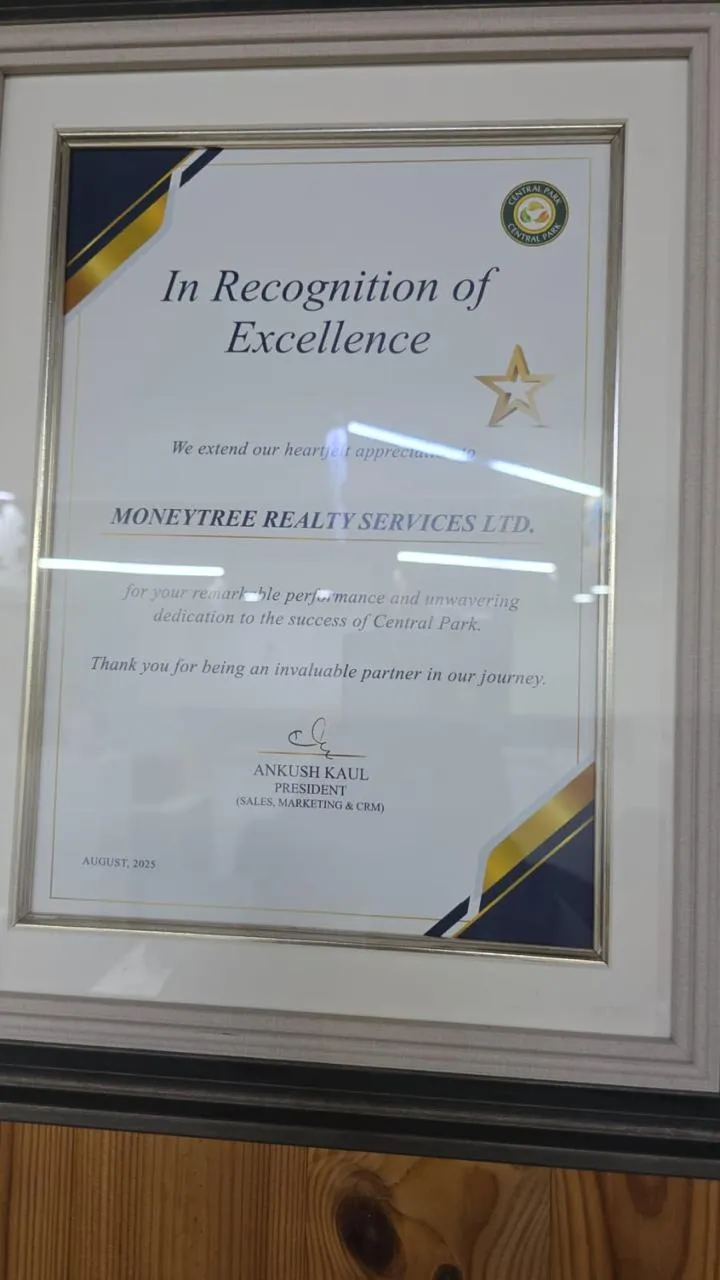 CENTRAL PARK
CENTRAL PARK
In Recognition of
Excellence
We extend our heartfelt appreciation to
MONEYTREE REALTY SERVICES LTD.
for your remarkable performance and unwavering
dedication to the success of Central Park.
Thank you for being an invaluable partner in our journey.
ANKUSH KAUL
PRESIDENT
(SALES, MARKETING & CRM)
AUGUST, 2025